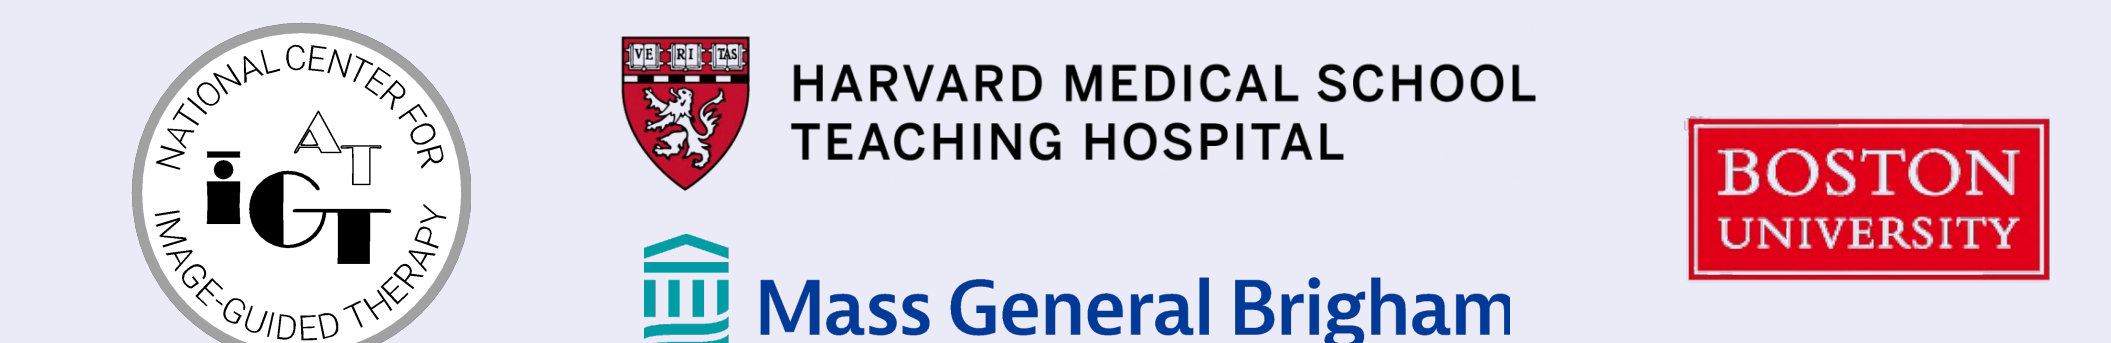 NATIONAL CENTER FOR
AT
iGT
IMAGE-GUIDED THERAPY
VE RI TAS
HARVARD MEDICAL SCHOOL
TEACHING HOSPITAL
Mass General Brigham
BOSTON
UNIVERSITY